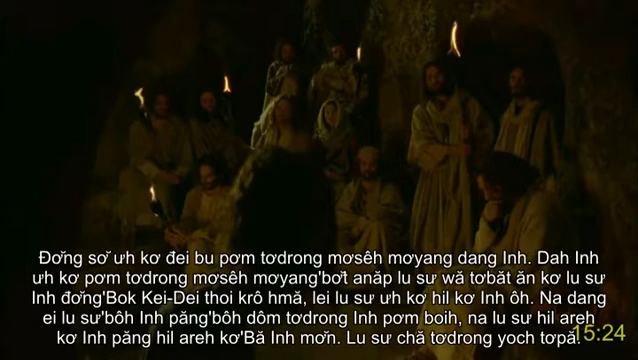 Đơ̆ng sơ̆ ưh kơ đei bu pơm tơdrong mơsêh mơyang dang Inh. Dah Inh
ưh kơ pơm tơdrong mơsêh mơyang'bơ̆t anăp lu sư wă tơbăt ăn kơ lu sư
Inh đơ̆ng'Bok Kei-Dei thoi krô hmă, lei lu sư ưh kơ hil kơ Inh ôh. Na dang
ei lu sư'bôh Inh păng'bôh dôm tơdrong Inh pơm boih, na lu sư hil areh
kơ Inh păng hil areh kơ'Bă Inh mơ̆n. Lu sư chă tơdrong yoch tơpă.
15:24